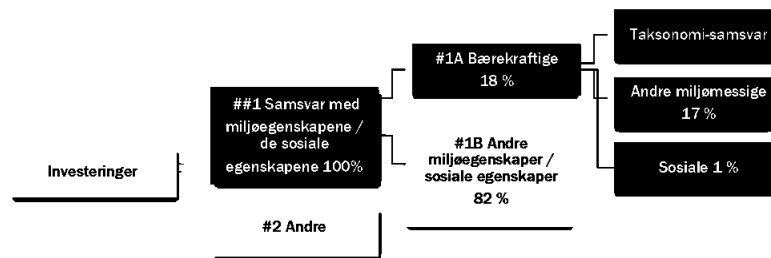 Investeringer
##1 Samsvar med
miljøegenskapene /
de sosiale
egenskapene 100%
#2 Andre
#1A Bærekraftige
18 %
#1B Andre
miljøegenskaper /
sosiale egenskaper
82 %
Taksonomi-samsvar
Andre miljømessige
17 %
Sosiale 1 %